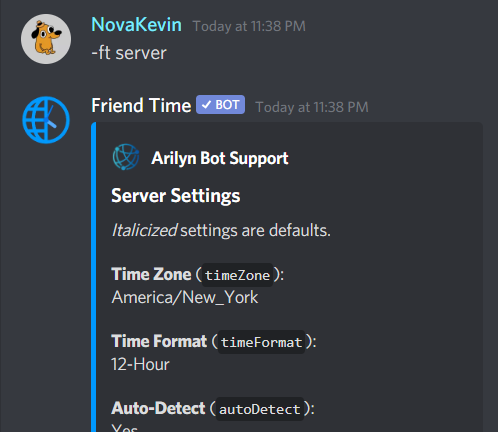 NovaKevin Today at 11:38 PM
-ft server
Friend Time ✓ BOT Today at 11:38 PM
Arilyn Bot Support
Server Settings
Italicized settings are defaults.
Time Zone (timeZone):
America/New_York
Time Format (timeFormat):
12-Hour
Auto-Detect (autoDetect):
Yes